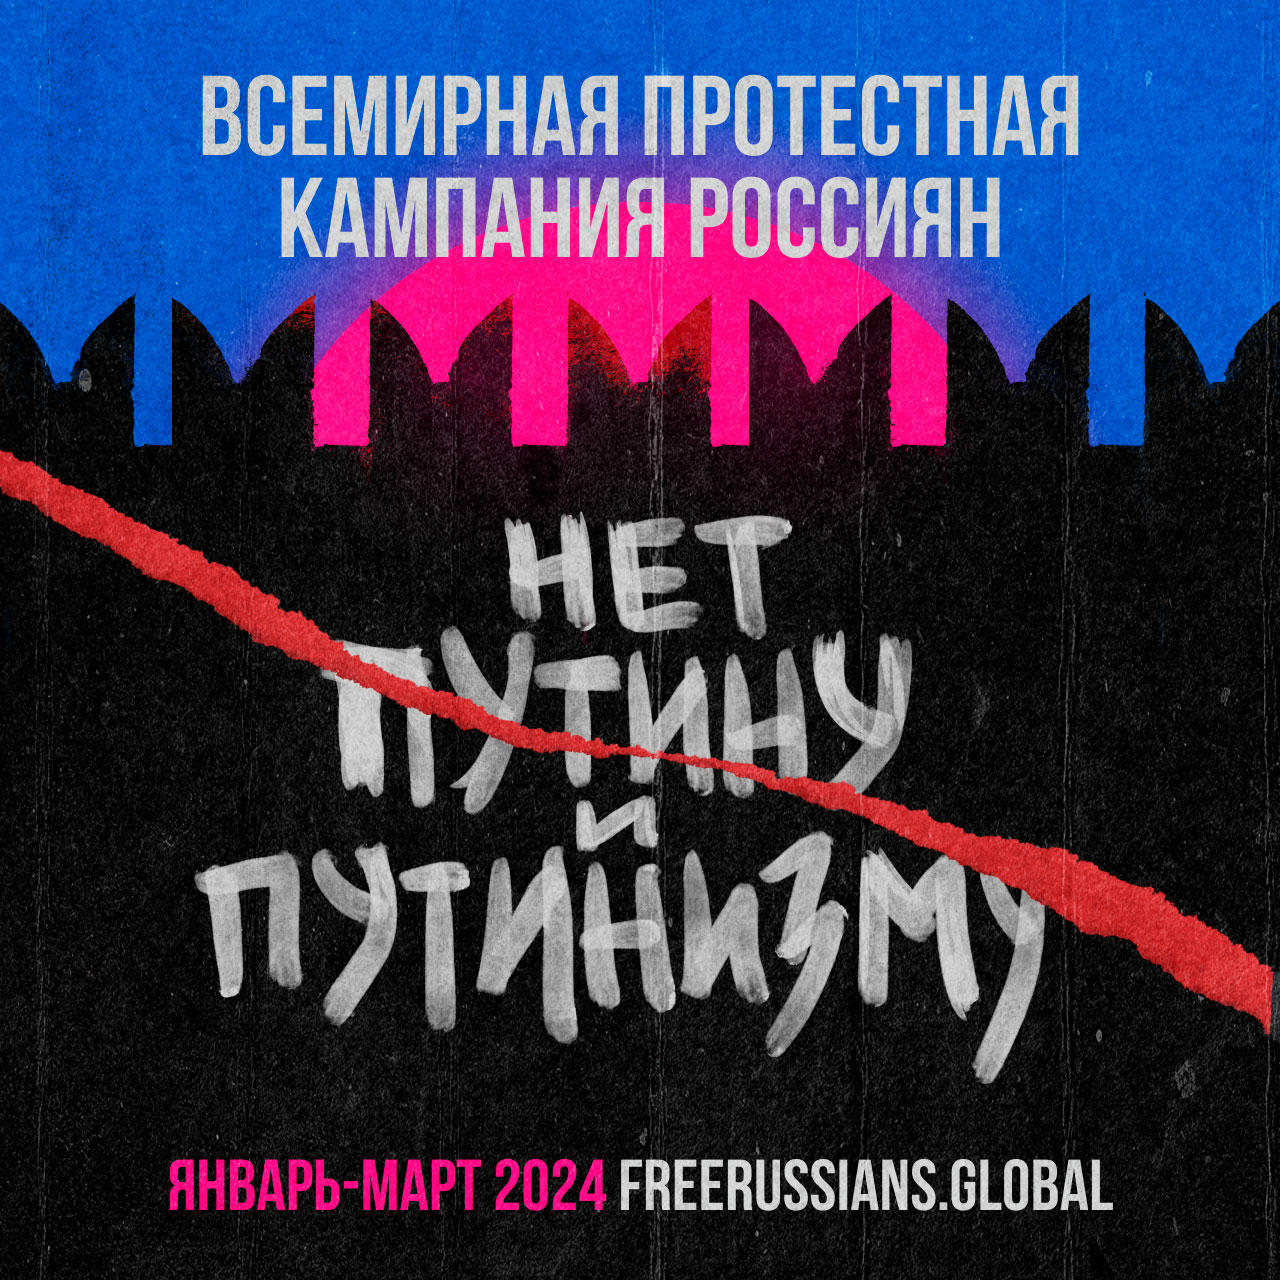 ВСЕМИРНАЯ ПРОТЕСТНАЯ
КАМПАНИЯ РОССИЯН
НЕТ
ПУТИНУ
И
ПУТИНИЗМУ
ЯНВАРЬ-МАРТ 2024 FREERUSSIANS.GLOBAL